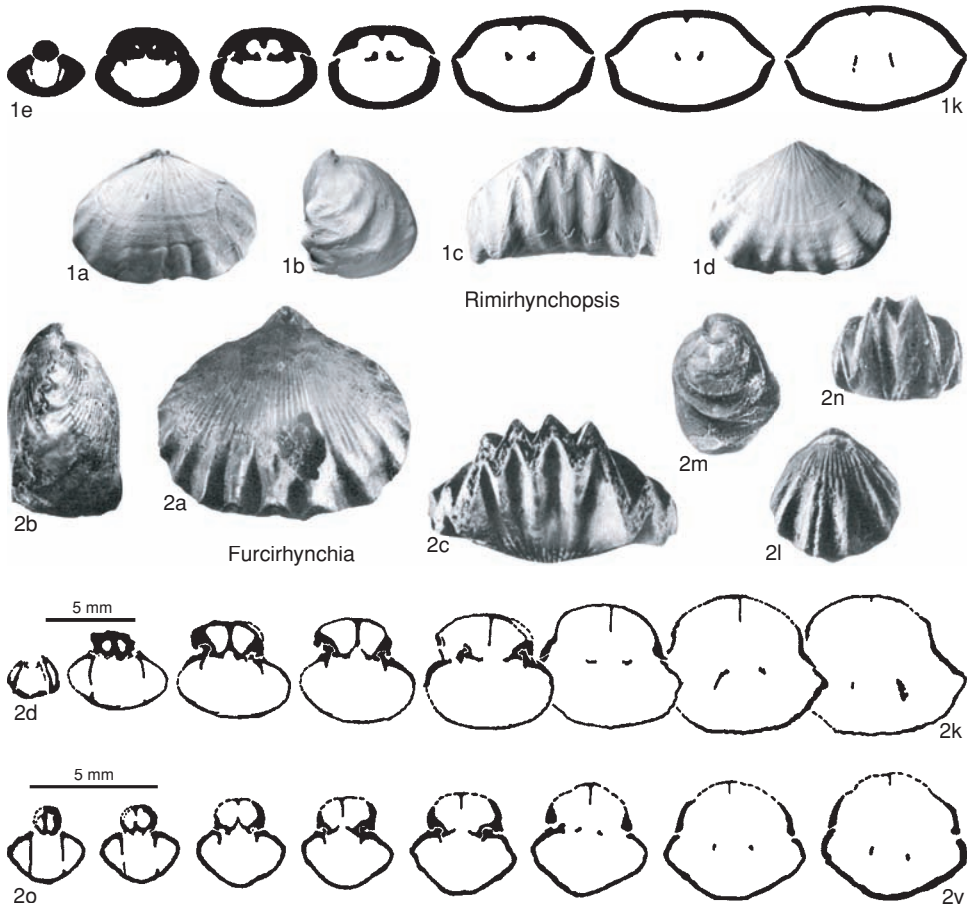 1e
1k
1a
1b
1c
1d
Rimirhynchopsis
2b
2a
2c
2m
2n
2l
Furcirhynchia
5 mm
2d
2k
5 mm
2o
2v